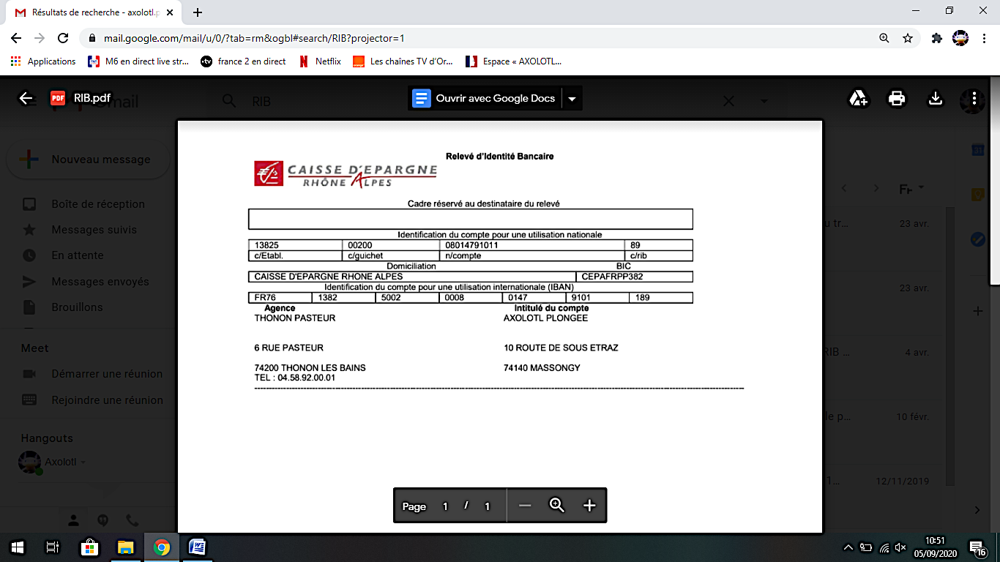 Résultats de recherche - axolotl.p
mail.google.com/mail/u/0/?tab=rm&ogbl#search/RIB?projector=1
Applications M6 en direct live str... france 2 en direct Netflix Les chaînes TV d'Or... Espace « AXOLOTL...
RIB.pdf
RIB
Ouvrir avec Google Docs
Nouveau message
Boîte de réception
Messages suivis
En attente
Messages envoyés
Brouillons
Meet
Démarrer une réunion
Rejoindre une réunion
Hangouts
Axolotl
Relevé d'Identité Bancaire
CAISSE D'EPARGNE
RHÔNE ALPES
Cadre réservé au destinataire du relevé
Identification du compte pour une utilisation nationale
13825 00200 08014791011 89
c/Etabl. c/guichet n/compte c/rib
Domiciliation BIC
CAISSE D'EPARGNE RHONE ALPES CEPAFRPP382
Identification du compte pour une utilisation internationale (IBAN)
FR76 1382 5002 0008 0147 9101 189
Agence Intitulé du compte
THONON PASTEUR AXOLOTL PLONGEE
6 RUE PASTEUR 10 ROUTE DE SOUS ETRAZ
74200 THONON LES BAINS 74140 MASSONGY
TEL : 04.58.92.00.01
Page 1 / 1
Fr
23 avr.
23 avr.
RIB ... 4 avr.
10 févr.
12/11/2019
10:51
05/09/2020
16